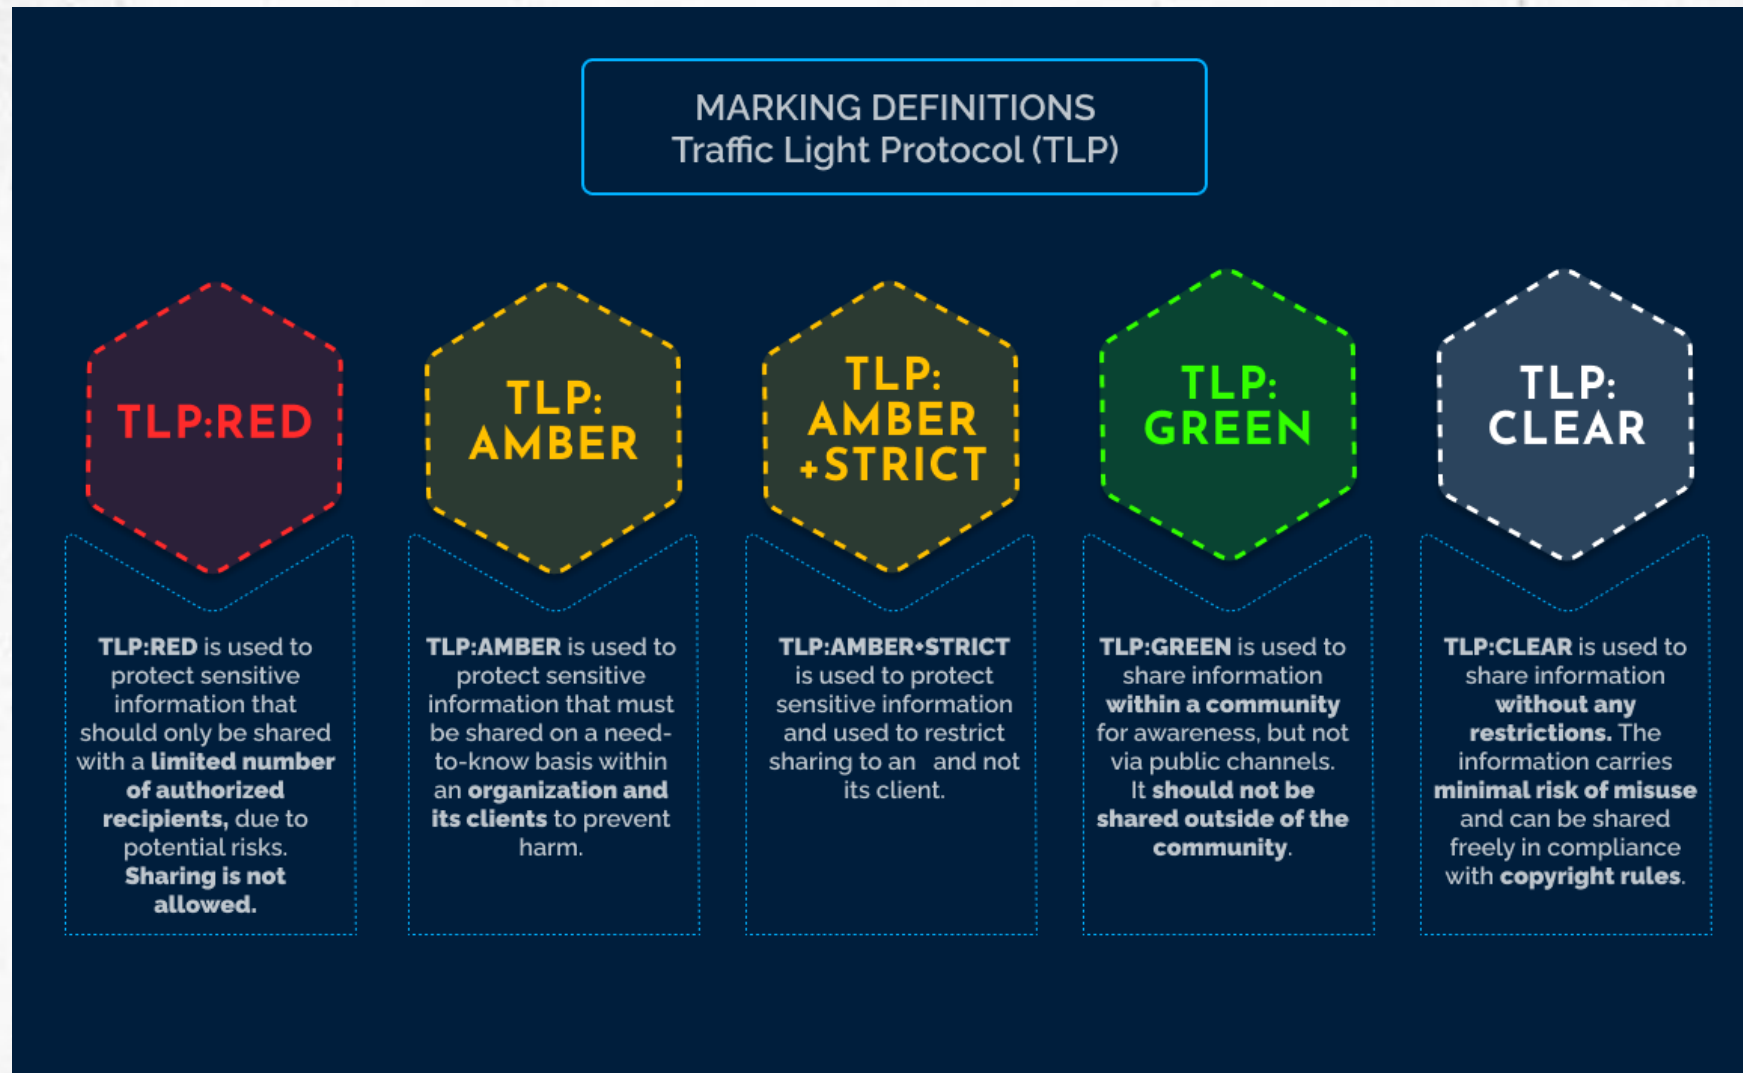 MARKING DEFINITIONS
Traffic Light Protocol (TLP)
TLP:RED
TLP:RED is used to
protect sensitive
information that
should only be shared
with a limited number
of authorized
recipients, due to
potential risks.
Sharing is not
allowed.
TLP:
AMBER
TLP:AMBER is used to
protect sensitive
information that must
be shared on a need-
to-know basis within
an organization and
its clients to prevent
harm.
TLP:
AMBER
+STRICT
TLP:AMBER+STRICT
is used to protect
sensitive information
and used to restrict
sharing to an and not
its client.
TLP:
GREEN
TLP:GREEN is used to
share information
within a community
for awareness, but not
via public channels.
It should not be
shared outside of the
community.
TLP:
CLEAR
TLP:CLEAR is used to
share information
without any
restrictions. The
information carries
minimal risk of misuse
and can be shared
freely in compliance
with copyright rules.